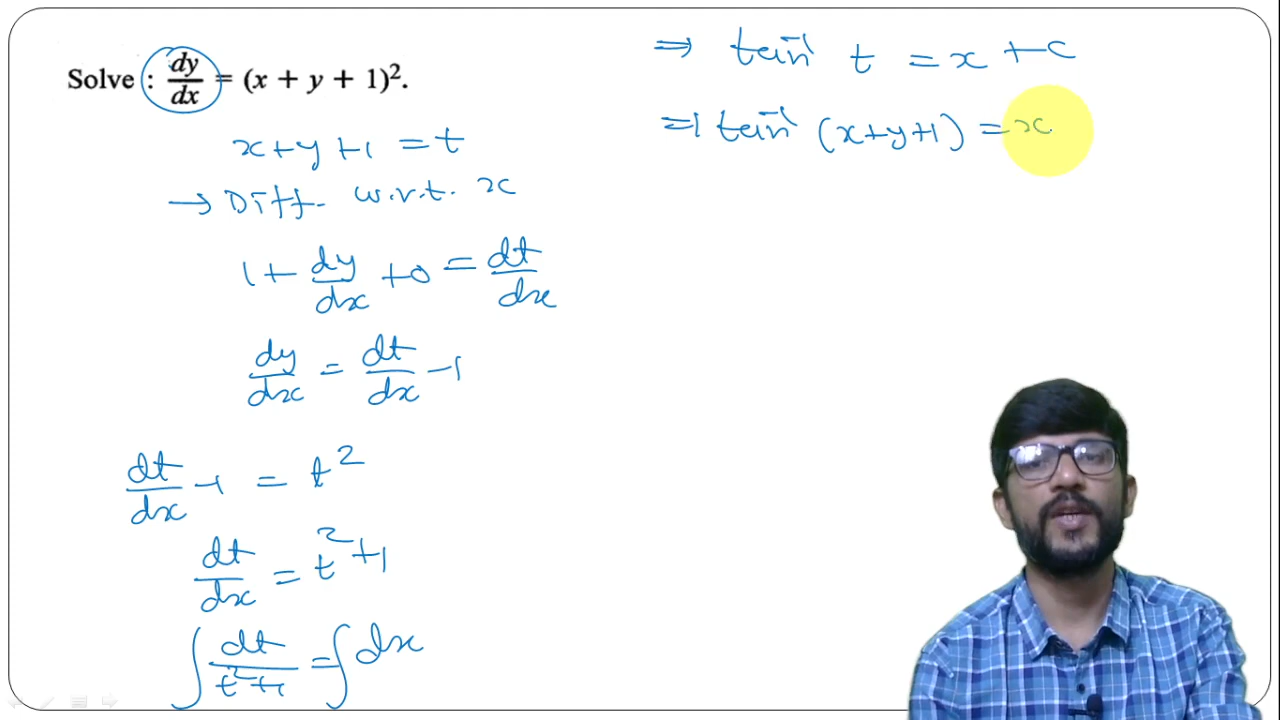 Solve : dy/dx = (x + y + 1)².
x+y+1 = t
→ Diff. w.r.t. x
1 + dy/dx + 0 = dt/dx
dy/dx = dt/dx - 1
dt/dx - 1 = t²
dt/dx = t² + 1
∫ dt/t²+1 = ∫ dx
⇒ tan⁻¹ t = x + c
⇒ tan⁻¹ (x+y+1) = x